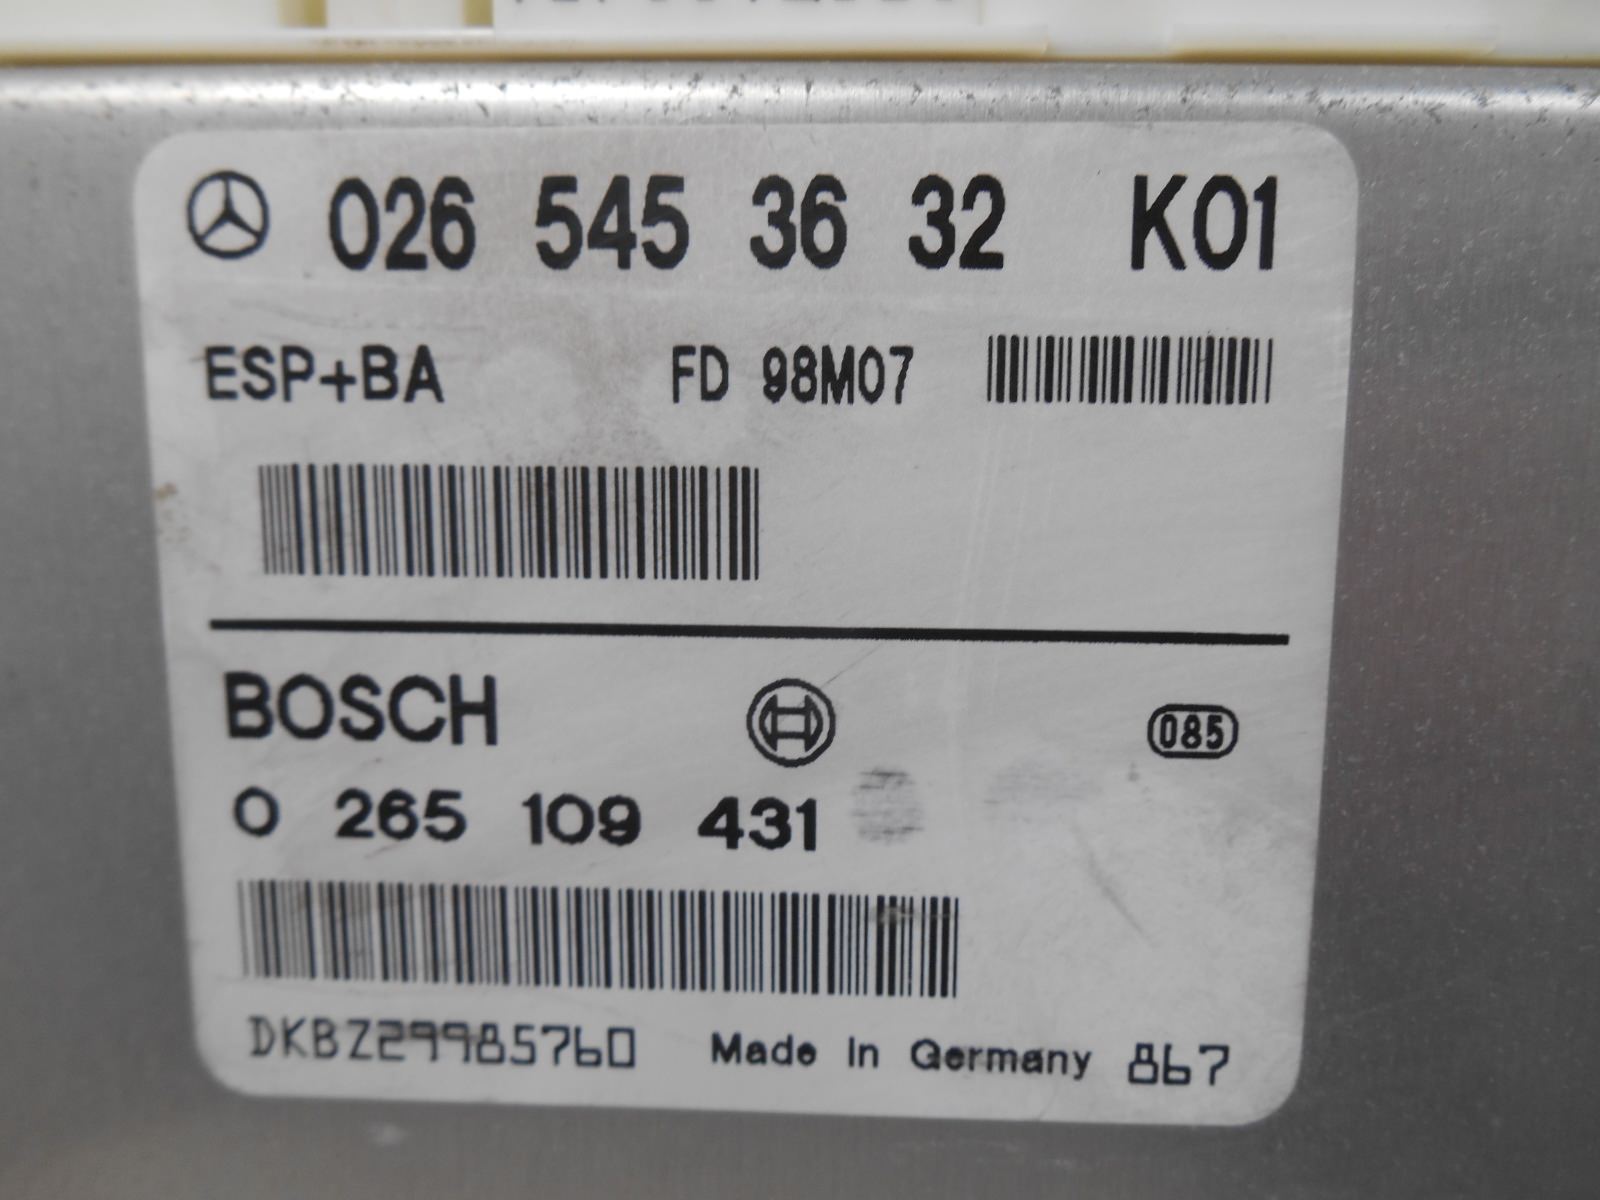 026 545 36 32 K01
ESP+BA FD 98M07
BOSCH 085
0 265 109 431
DKBZ29985760 Made in Germany 867